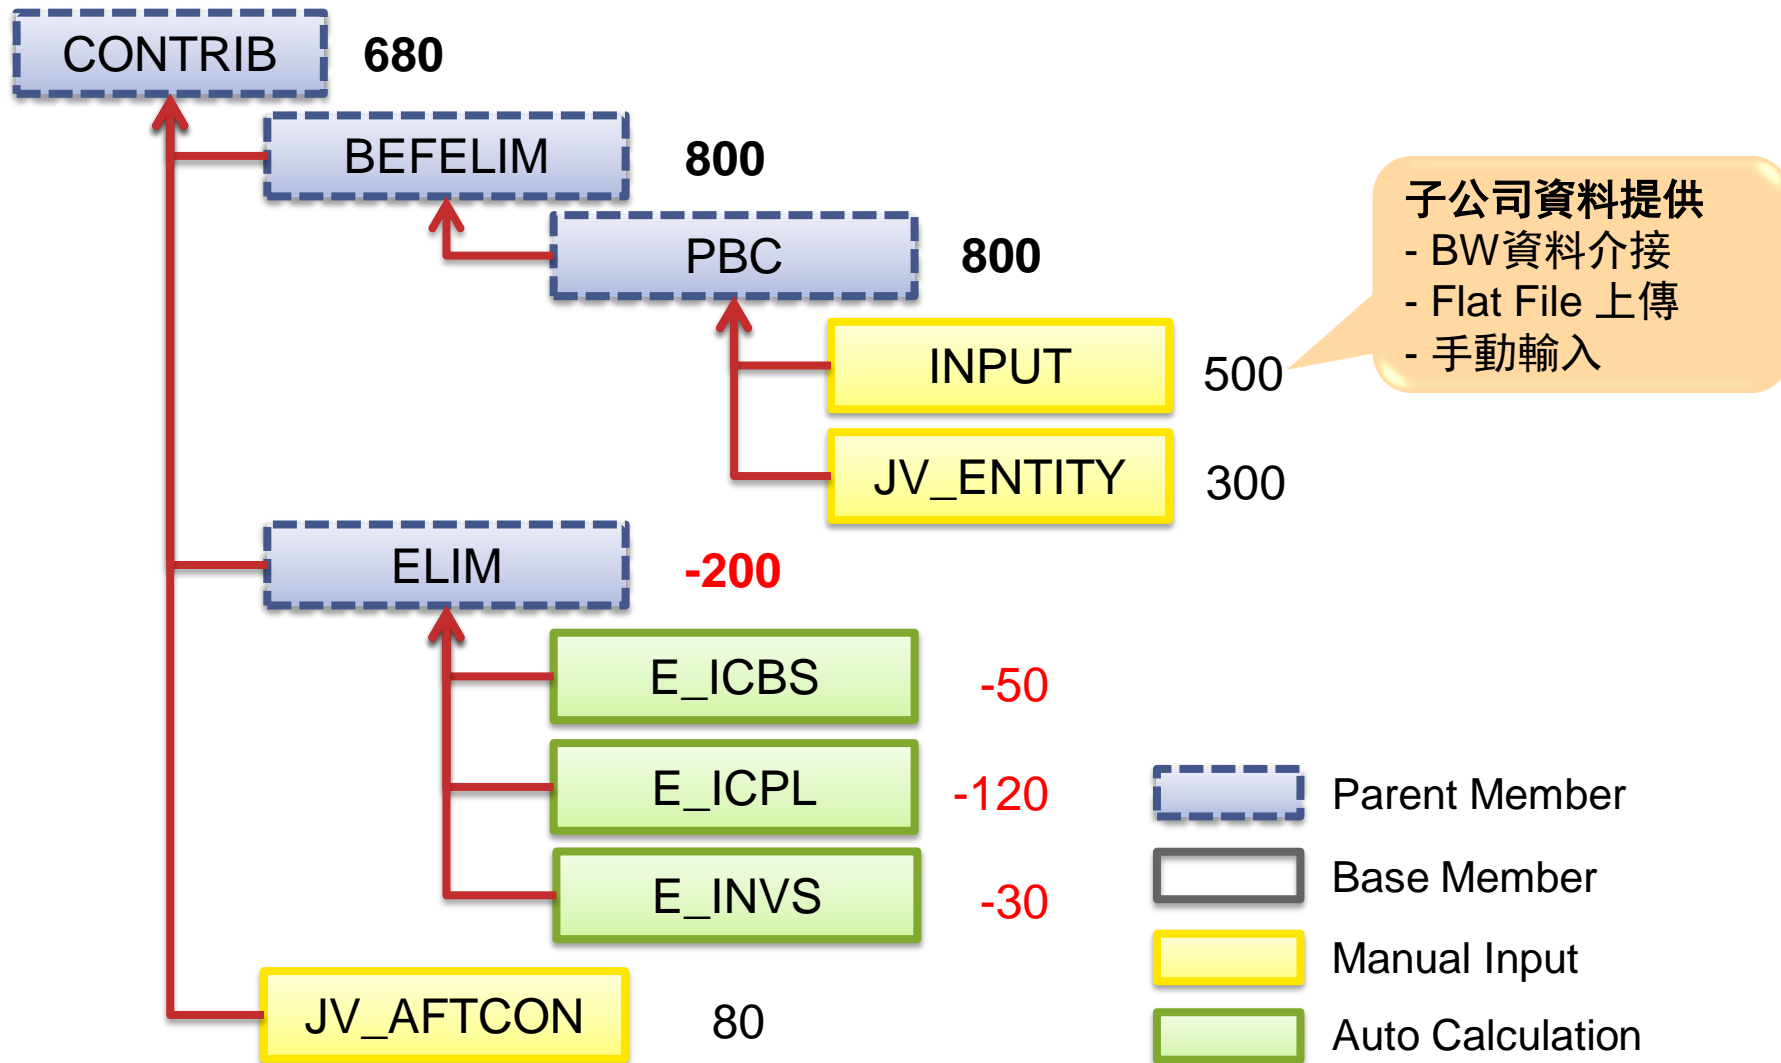 CONTRIB 680
BEFELIM 800
PBC 800
子公司資料提供
- BW資料介接
- Flat File 上傳
- 手動輸入
INPUT 500
JV_ENTITY 300
ELIM -200
E_ICBS -50
E_ICPL -120
E_INVS -30
JV_AFTCON 80
Parent Member
Base Member
Manual Input
Auto Calculation